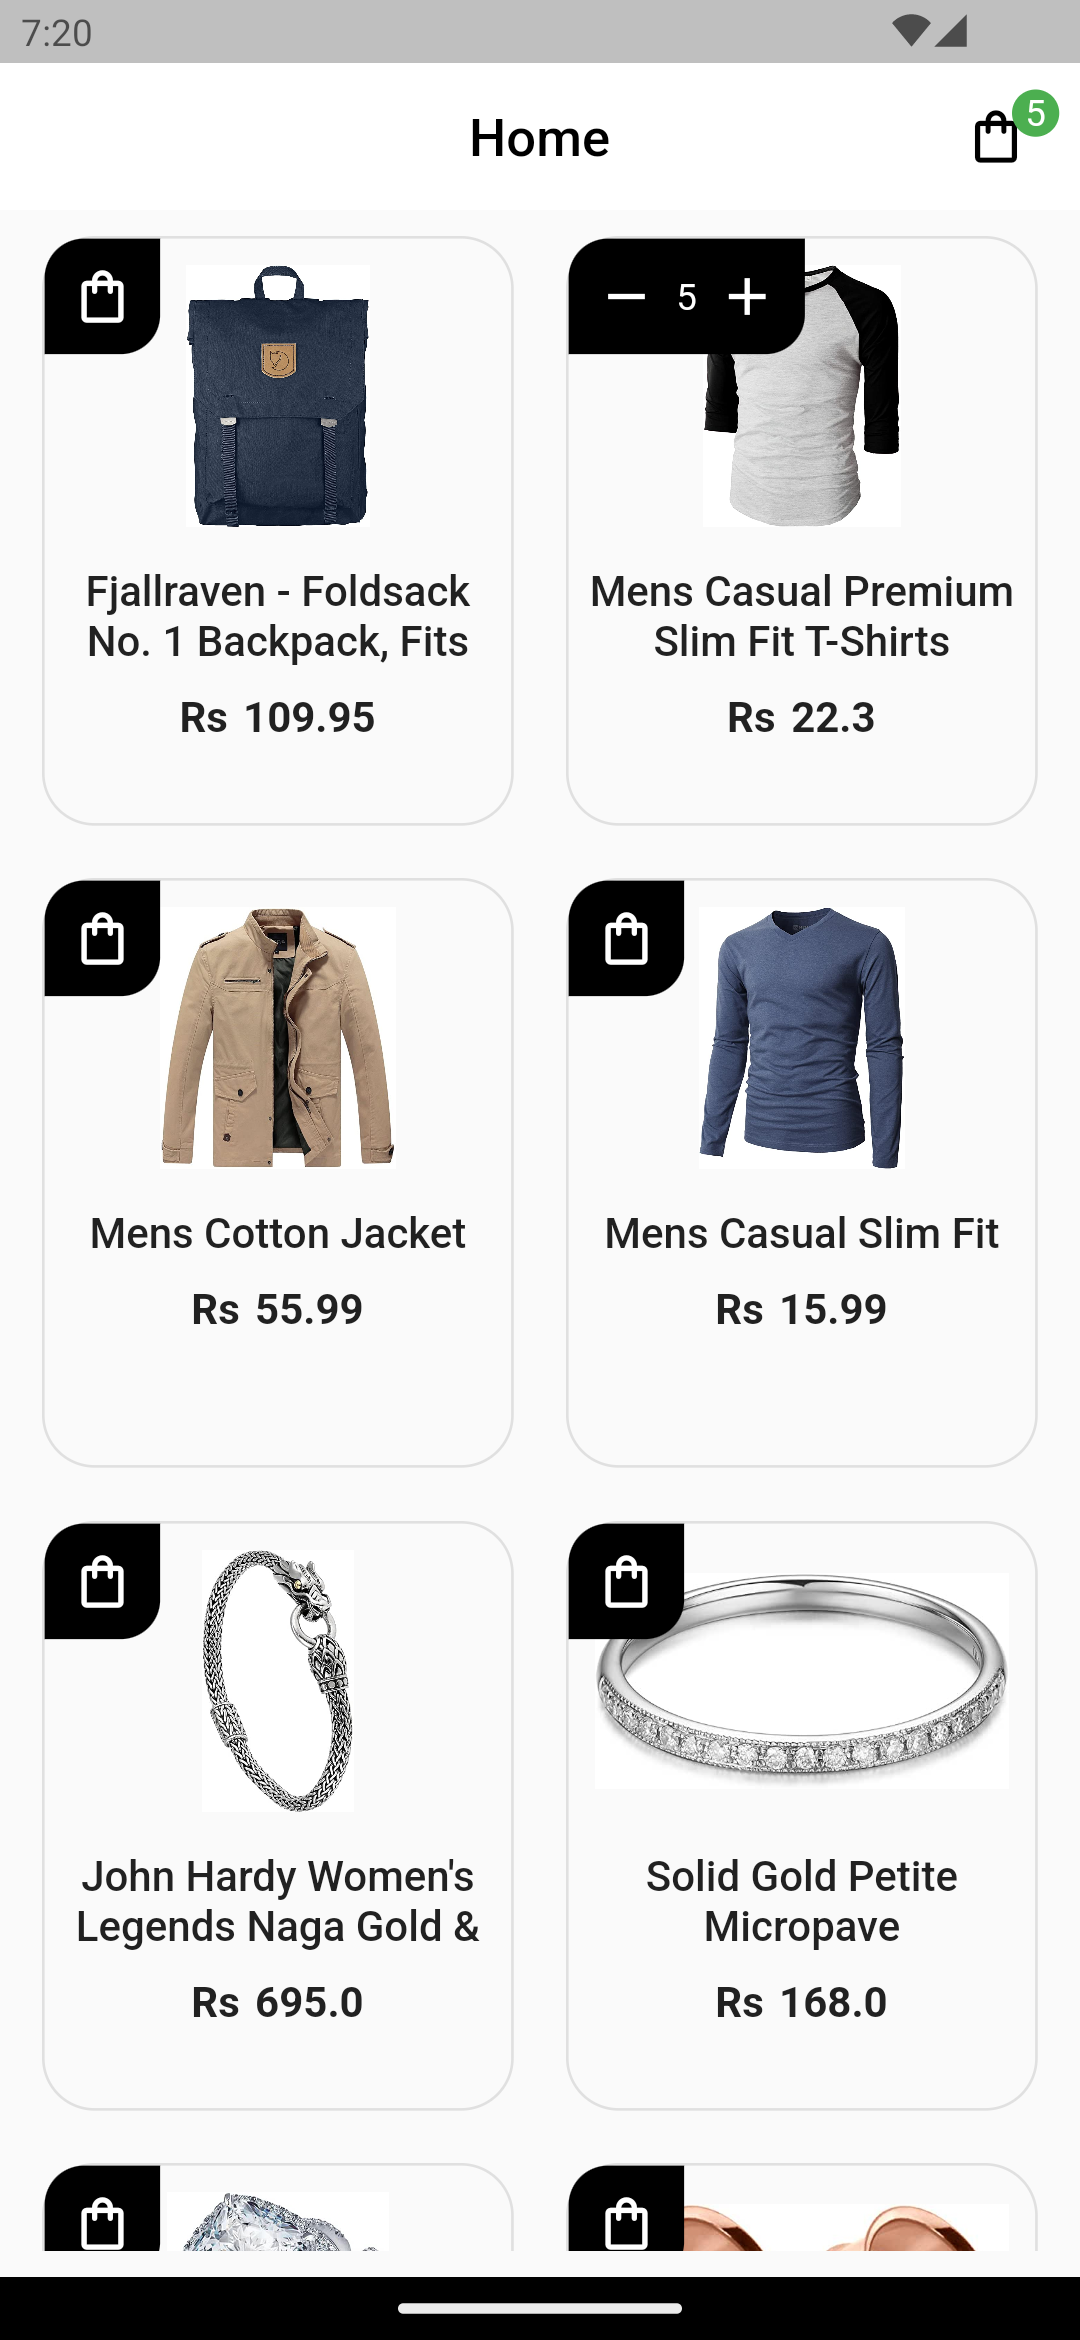 7:20
Home
5
5
Fjallraven - Foldsack
No. 1 Backpack, Fits
Rs 109.95
Mens Casual Premium
Slim Fit T-Shirts
Rs 22.3
Mens Cotton Jacket
Rs 55.99
Mens Casual Slim Fit
Rs 15.99
John Hardy Women's
Legends Naga Gold &
Rs 695.0
Solid Gold Petite
Micropave
Rs 168.0